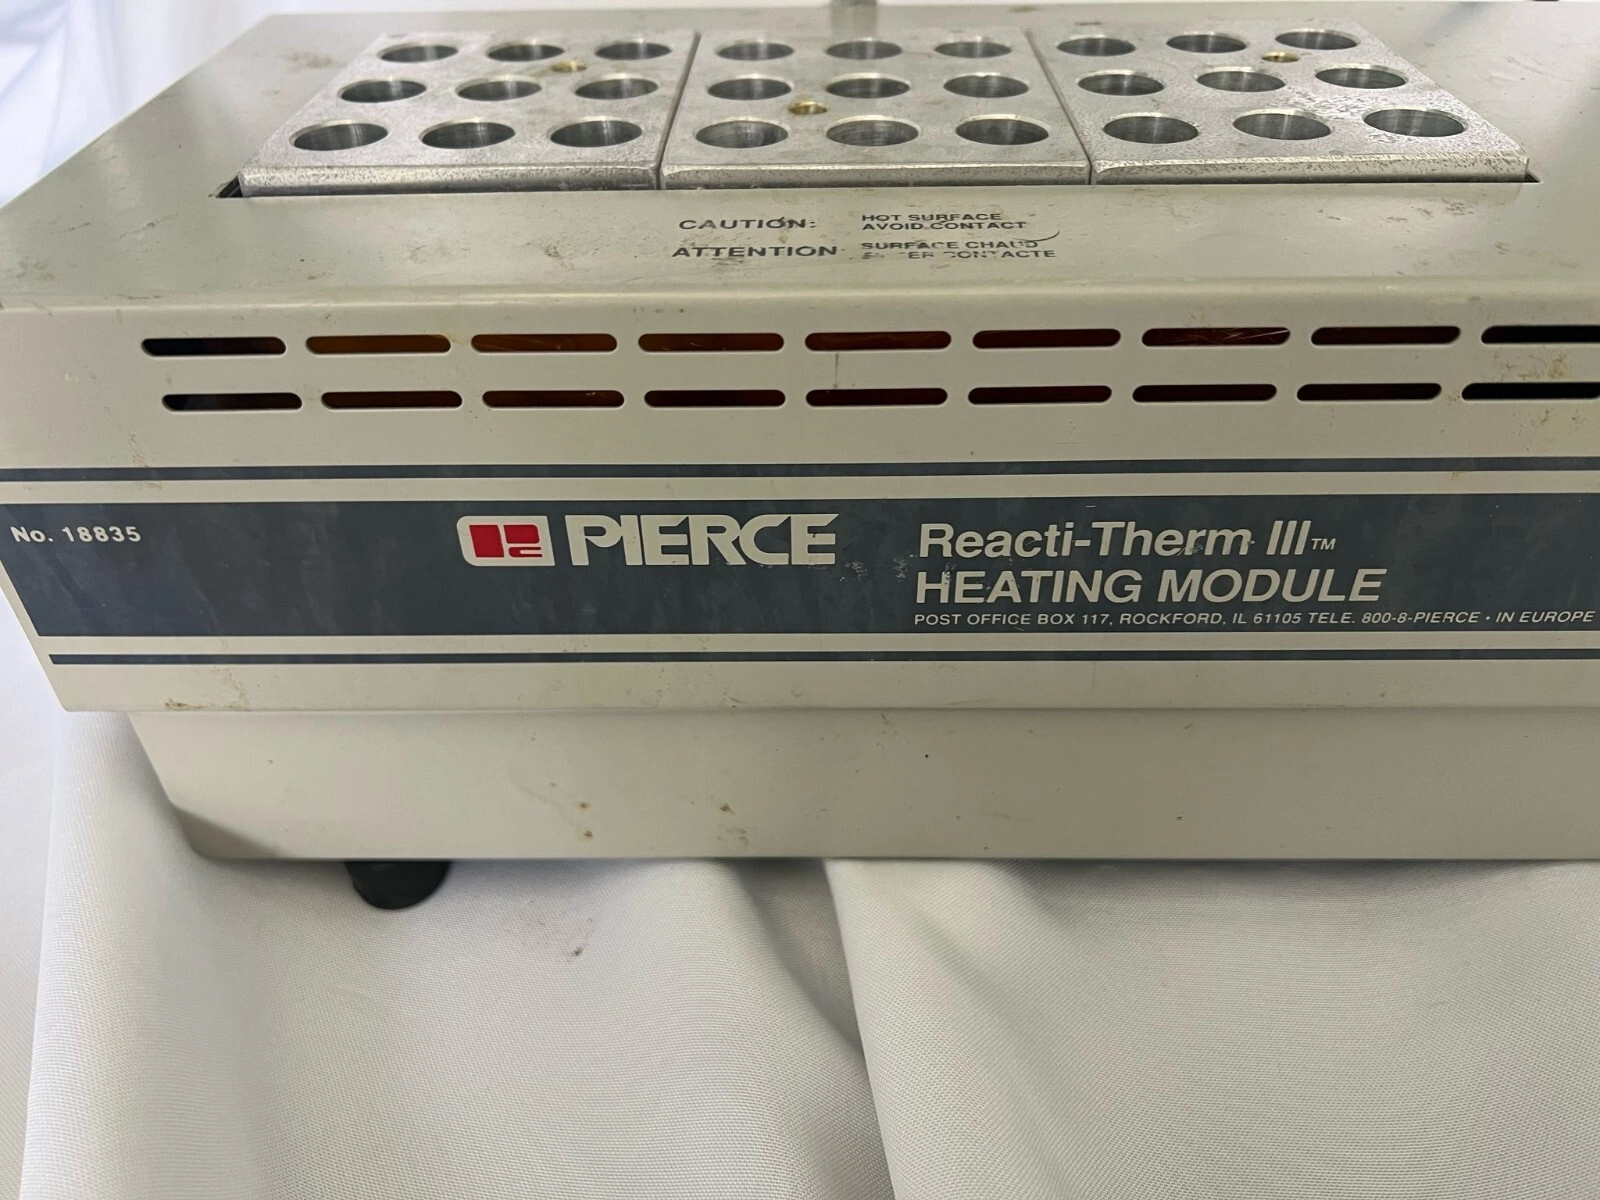 CAUTION: HOT SURFACE
AVOID CONTACT
ATTENTION SURFACE CHAUD
CONTACTE
No. 18835
PIERCE
Reacti-Therm III™
HEATING MODULE
POST OFFICE BOX 117, ROCKFORD, IL 61105 TELE. 800-8-PIERCE • IN EUROPE